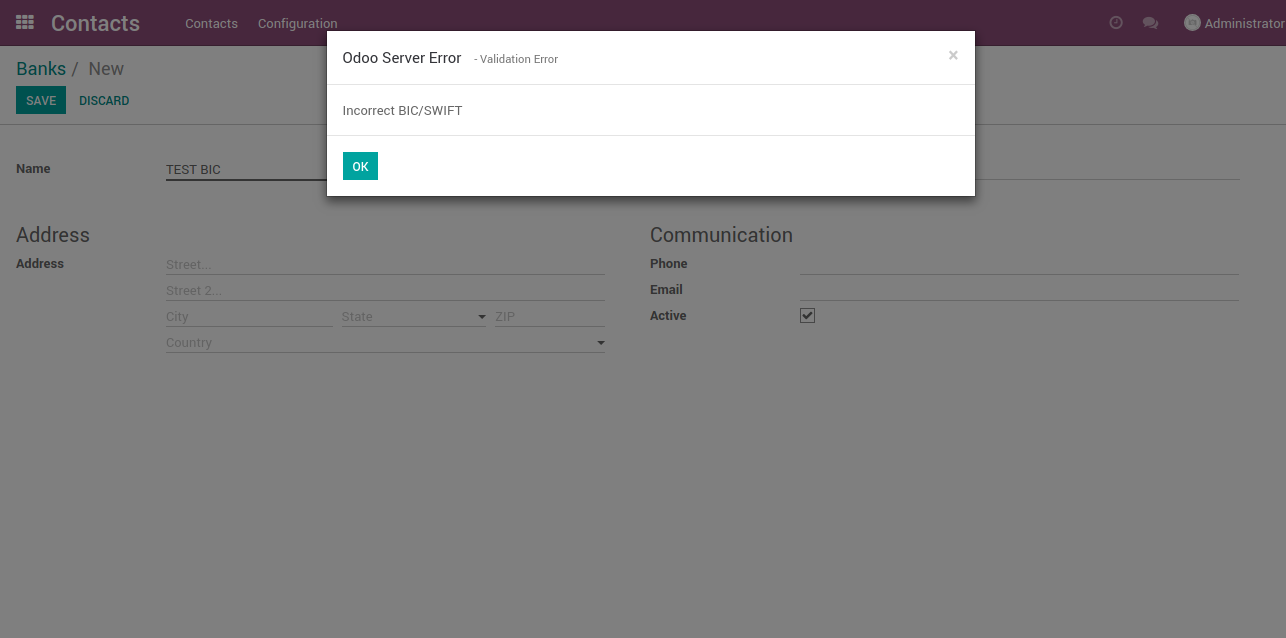 Contacts Contacts Configuration Administrator
Odoo Server Error - Validation Error ×
Banks / New
SAVE DISCARD
Incorrect BIC/SWIFT
OK
Name TEST BIC
Address Communication
Address Street... Phone
Street 2... Email
City State ZIP Active
Country